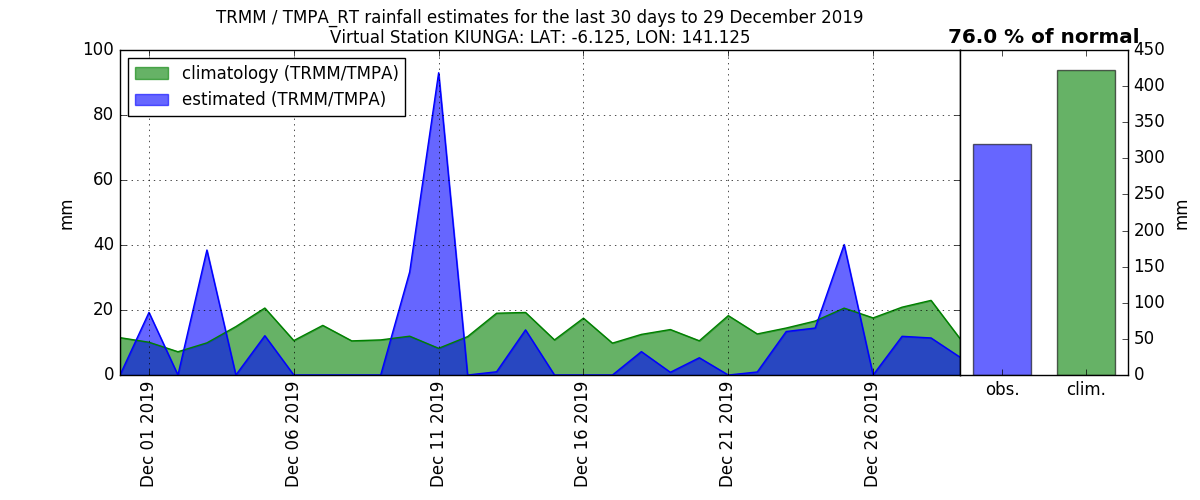 TRMM / TMPA_RT rainfall estimates for the last 30 days to 29 December 2019
Virtual Station KIUNGA: LAT: -6.125, LON: 141.125
76.0 % of normal
climatology (TRMM/TMPA)
estimated (TRMM/TMPA)
100
80
60
40
20
0
mm
Dec 01 2019
Dec 06 2019
Dec 11 2019
Dec 16 2019
Dec 21 2019
Dec 26 2019
obs.
clim.
450
400
350
300
250
200
150
100
50
0
mm